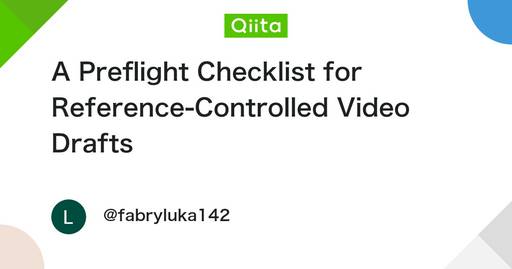 Qiita
A Preflight Checklist for
Reference-Controlled Video
Drafts
L
@fabryluka142